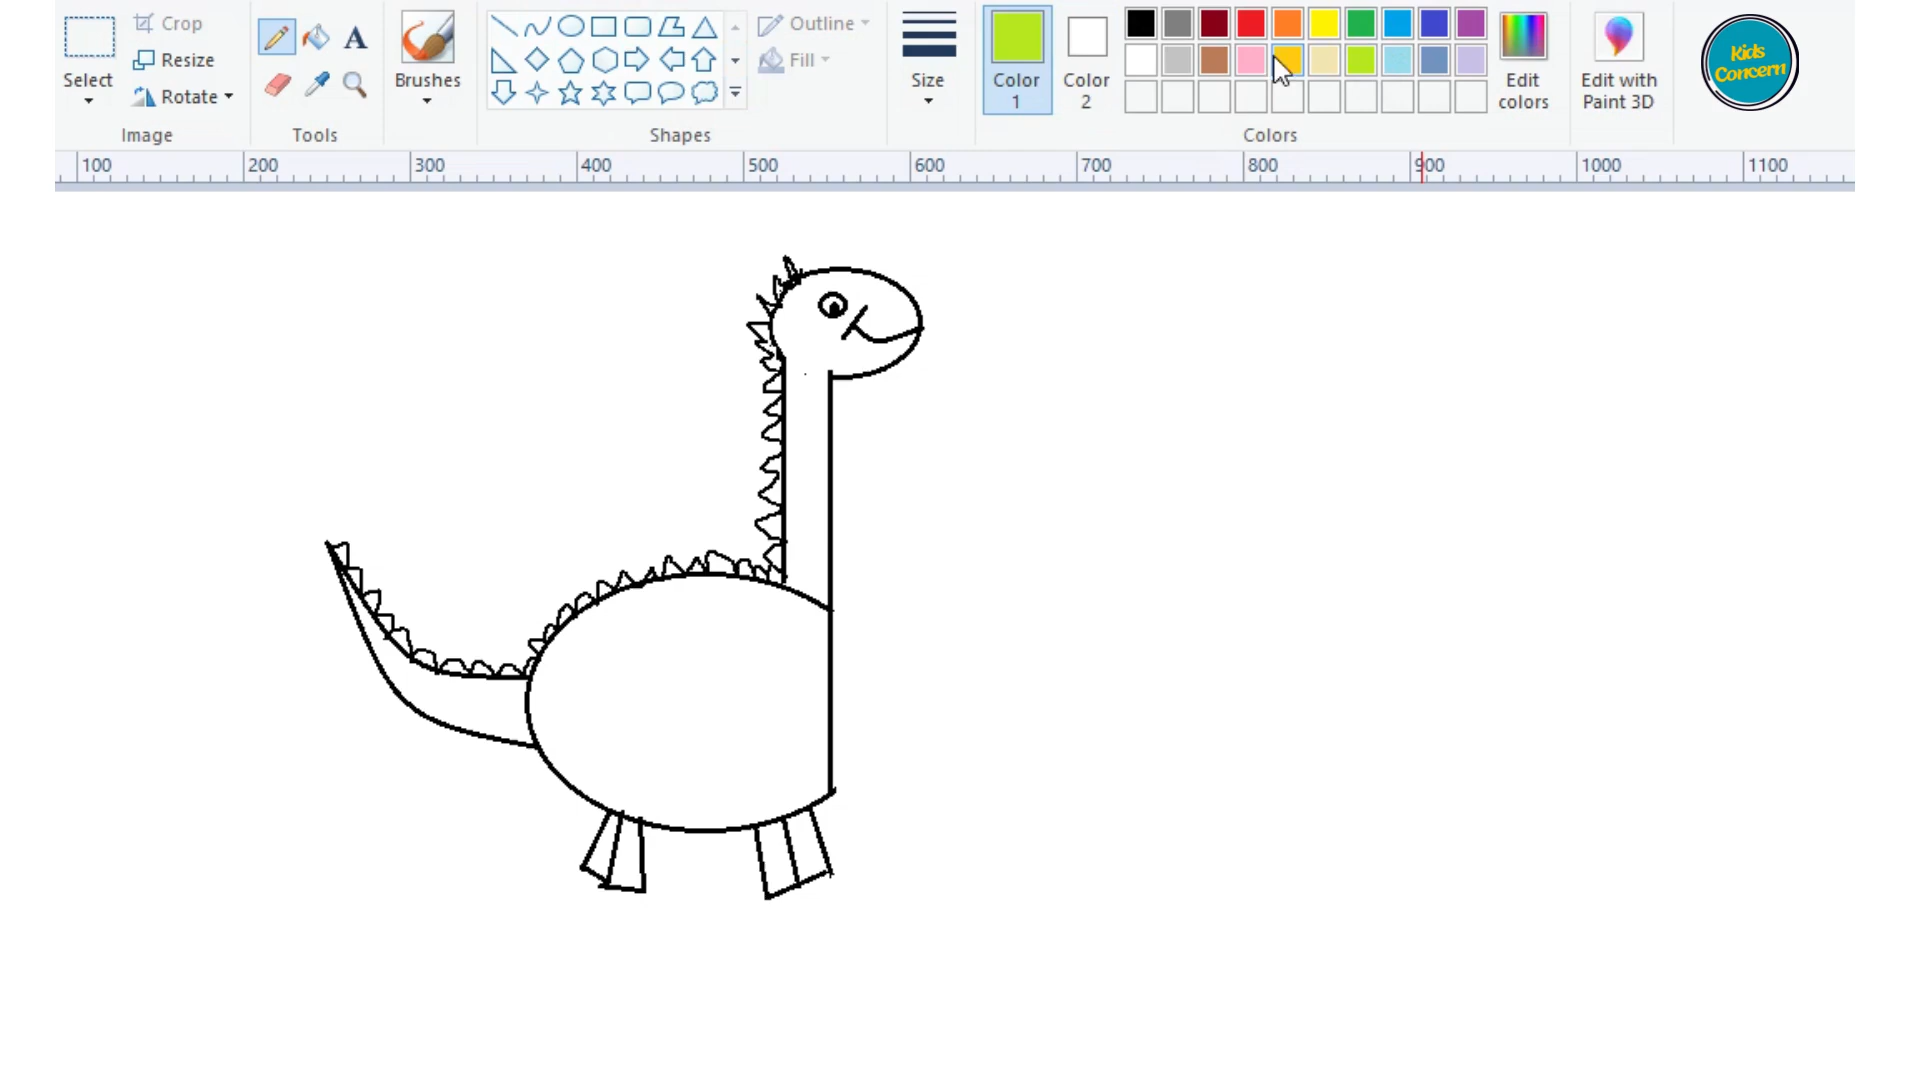 Crop
Outline
Resize
Fill
Select
Rotate
A
Brushes
Size
Color
1
Color
2
Edit
colors
Edit with
Paint 3D
Kids
Concern
Image
Tools
Shapes
Colors
100 200 300 400 500 600 700 800 900 1000 1100